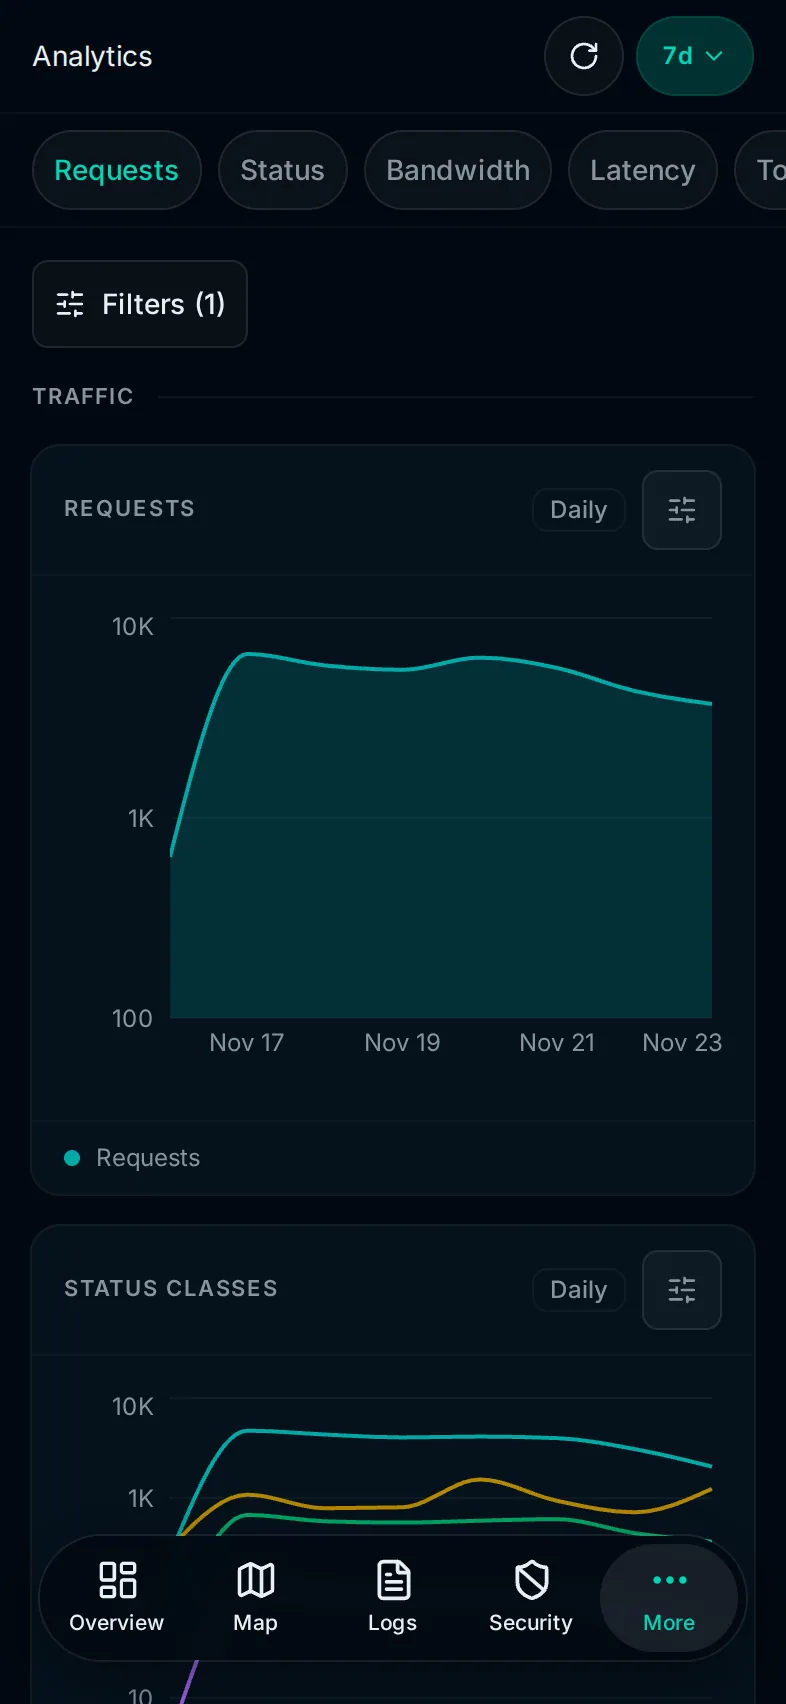 Analytics
7d
Requests Status Bandwidth Latency To
Filters (1)
TRAFFIC
REQUESTS Daily
10K
1K
100
Nov 17 Nov 19 Nov 21 Nov 23
Requests
STATUS CLASSES Daily
10K
1K
Overview Map Logs Security More
10